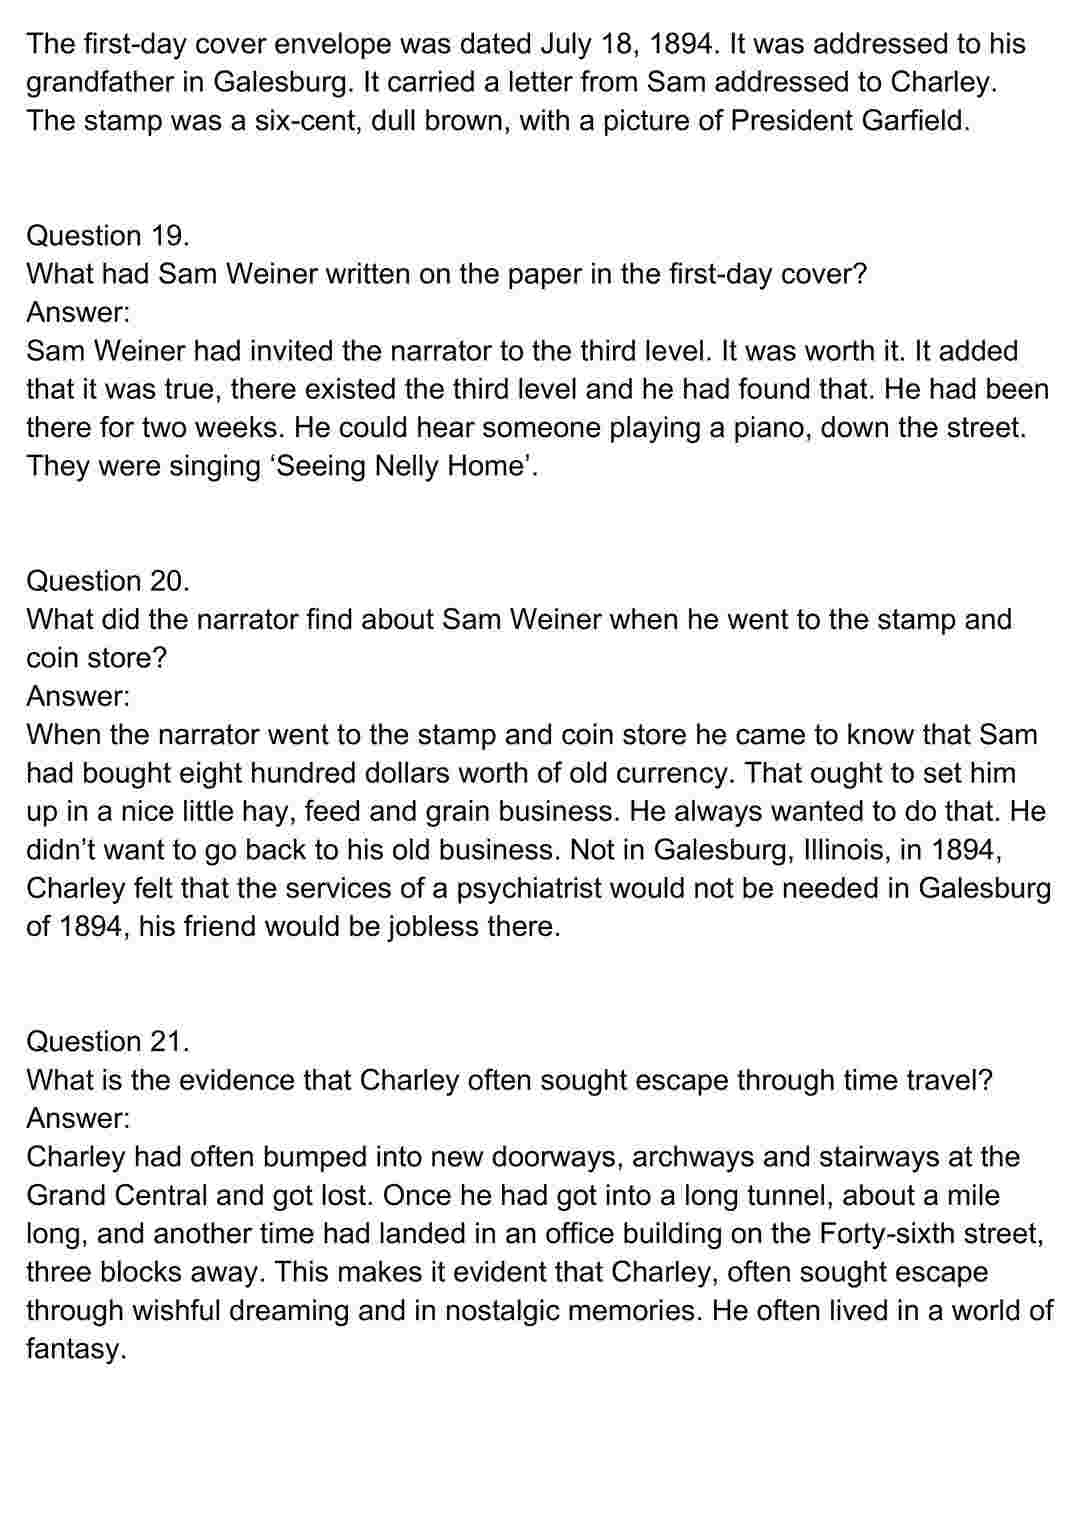 The first-day cover envelope was dated July 18, 1894. It was addressed to his
grandfather in Galesburg. It carried a letter from Sam addressed to Charley.
The stamp was a six-cent, dull brown, with a picture of President Garfield.
Question 19.
What had Sam Weiner written on the paper in the first-day cover?
Answer:
Sam Weiner had invited the narrator to the third level. It was worth it. It added
that it was true, there existed the third level and he had found that. He had been
there for two weeks. He could hear someone playing a piano, down the street.
They were singing ‘Seeing Nelly Home’.
Question 20.
What did the narrator find about Sam Weiner when he went to the stamp and
coin store?
Answer:
When the narrator went to the stamp and coin store he came to know that Sam
had bought eight hundred dollars worth of old currency. That ought to set him
up in a nice little hay, feed and grain business. He always wanted to do that. He
didn’t want to go back to his old business. Not in Galesburg, Illinois, in 1894,
Charley felt that the services of a psychiatrist would not be needed in Galesburg
of 1894, his friend would be jobless there.
Question 21.
What is the evidence that Charley often sought escape through time travel?
Answer:
Charley had often bumped into new doorways, archways and stairways at the
Grand Central and got lost. Once he had got into a long tunnel, about a mile
long, and another time had landed in an office building on the Forty-sixth street,
three blocks away. This makes it evident that Charley, often sought escape
through wishful dreaming and in nostalgic memories. He often lived in a world of
fantasy.